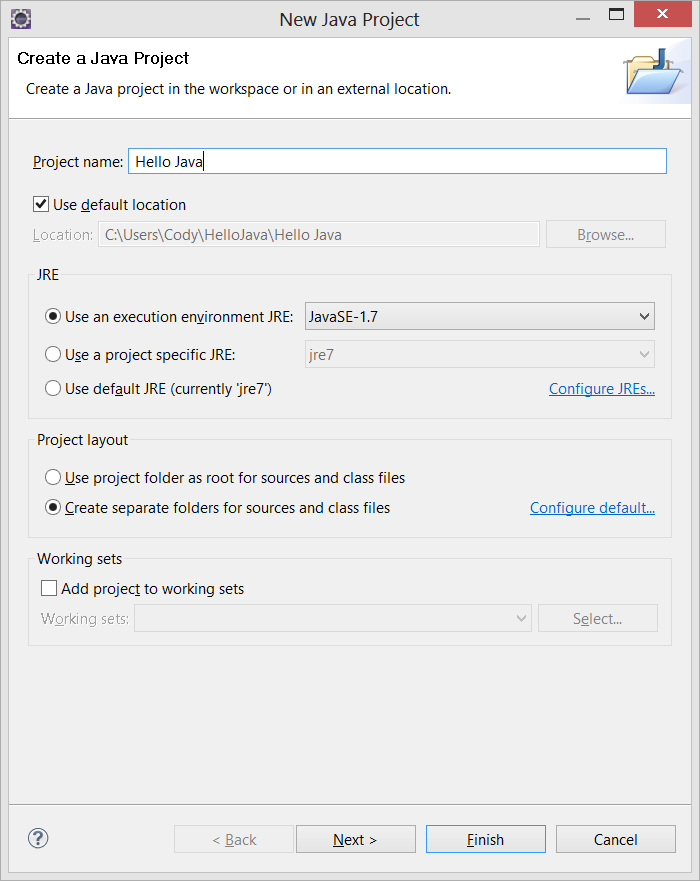 New Java Project
Create a Java Project
Create a Java project in the workspace or in an external location.
Project name: Hello Java
Use default location
Location: C:\Users\Cody\HelloJava\Hello Java Browse...
JRE
Use an execution environment JRE: JavaSE-1.7
Use a project specific JRE: jre7
Use default JRE (currently 'jre7') Configure JREs...
Project layout
Use project folder as root for sources and class files
Create separate folders for sources and class files Configure default...
Working sets
Add project to working sets
Working sets: Select...
? < Back Next > Finish Cancel